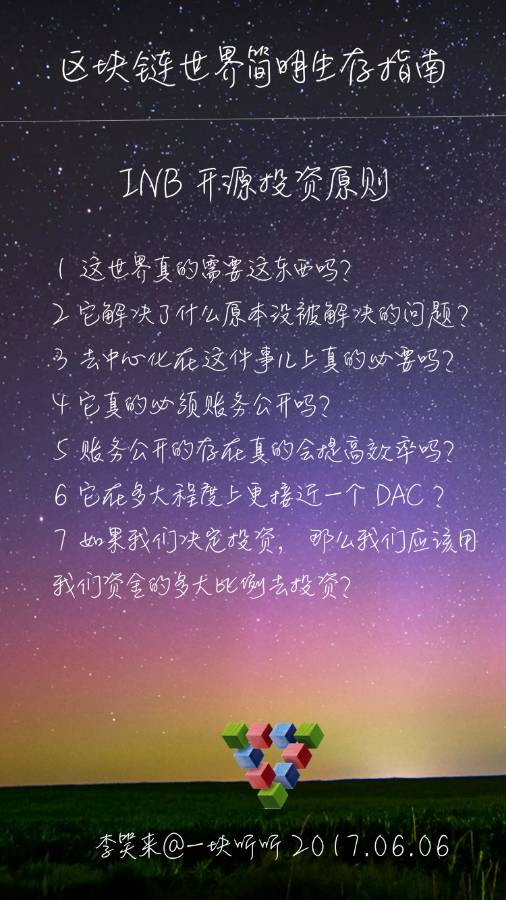 区块链世界简明生存指南
INB 开源投资原则
1 这世界真的需要这东西吗？
2 它解决了什么原本没被解决的问题？
3 去中心化在这件事儿上真的必要吗？
4 它真的必须账务公开吗？
5 账务公开的存在真的会提高效率吗？
6 它在多大程度上更接近一个 DAC ？
7 如果我们决定投资， 那么我们应该用
我们资金的多大比例去投资？
李笑来@一块听听 2017.06.06